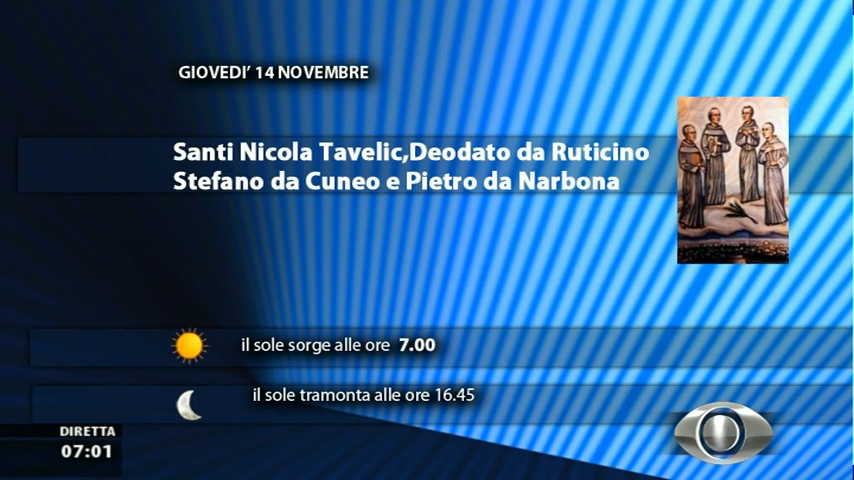 GIOVEDI' 14 NOVEMBRE
Santi Nicola Tavelic,Deodato da Ruticino
Stefano da Cuneo e Pietro da Narbona
il sole sorge alle ore 7.00
il sole tramonta alle ore 16.45
DIRETTA
07:01